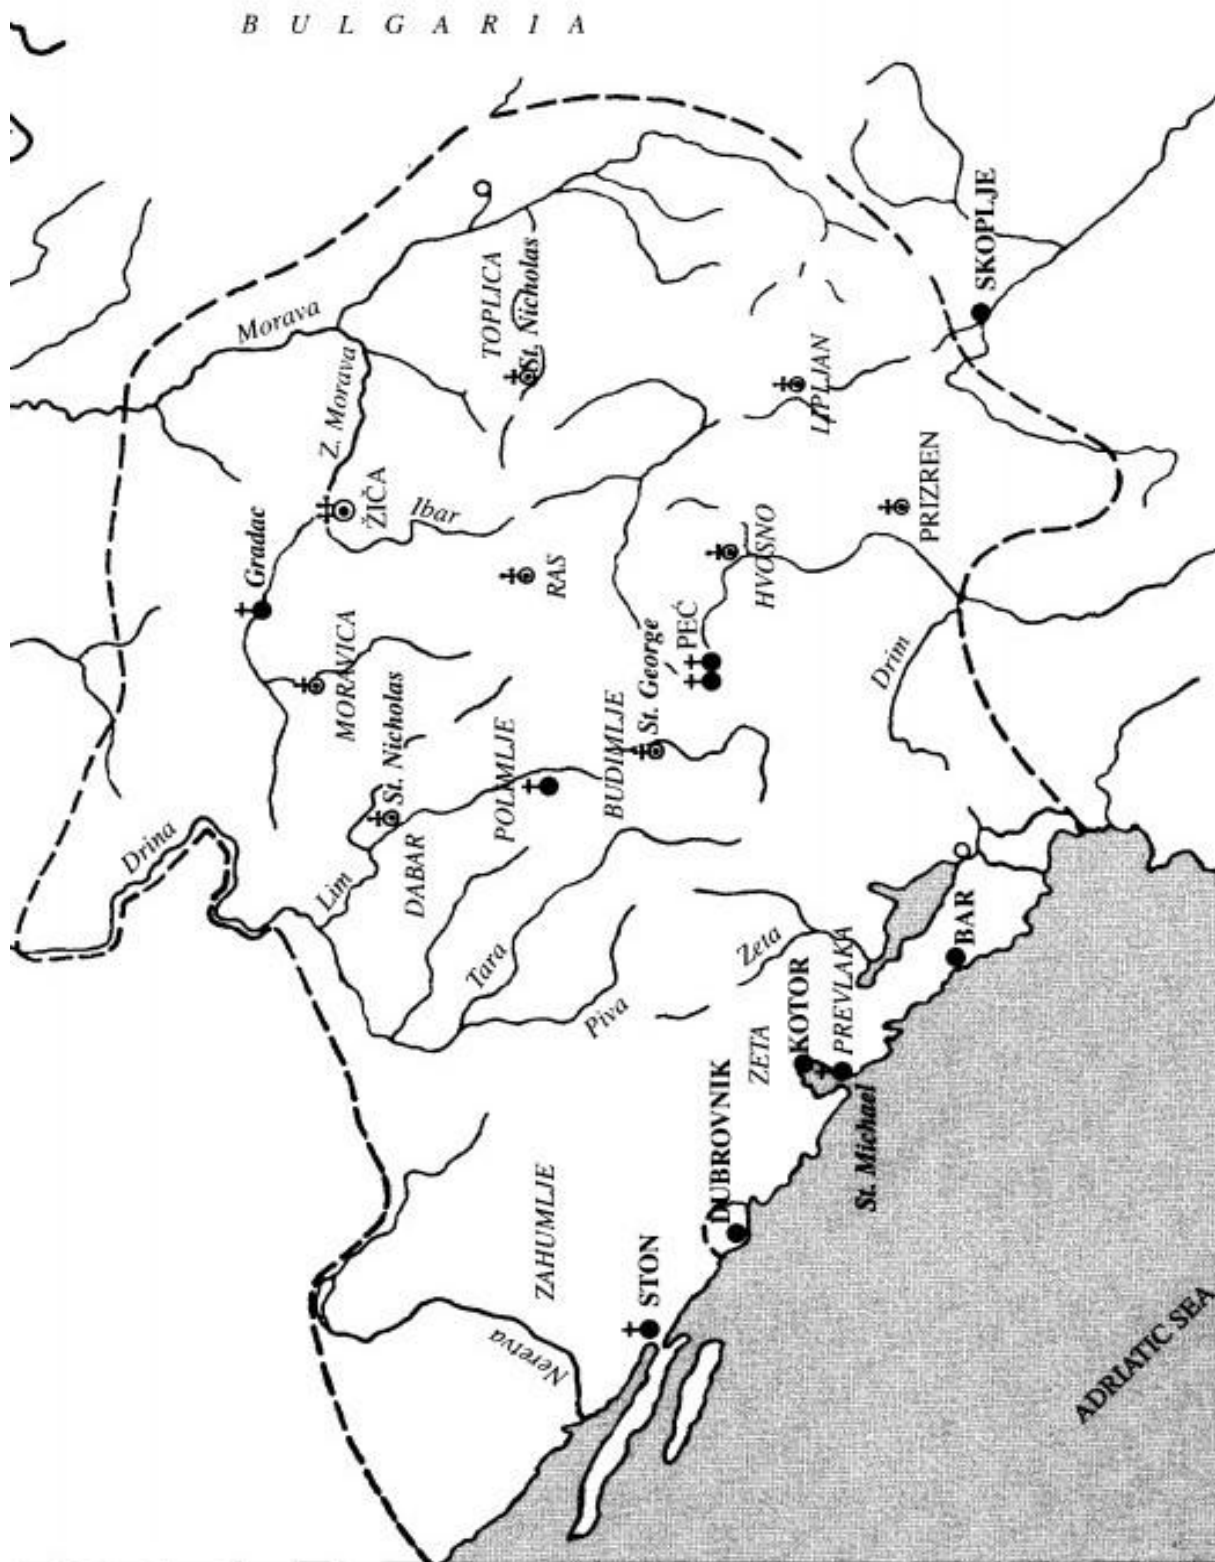 BULGARIA
Morava
TOPLICA
St. Nicholas
Z. Morava
SKOPLJE
LIPLJAN
Gradac
ŽIČA
Ibar
PRIZREN
RAS
HVOSNO
MORAVICA
St. Nicholas
PEĆ
St. George
Drim
POLIMLJE
BUDIMLJE
Drina
Lim
DABAR
Tara
Zeta
BAR
Piva
ZETA
KOTOR
PREVLAKA
DUBROVNIK
St. Michael
ZAHUMLJE
STON
Neretva
ADRIATIC SEA